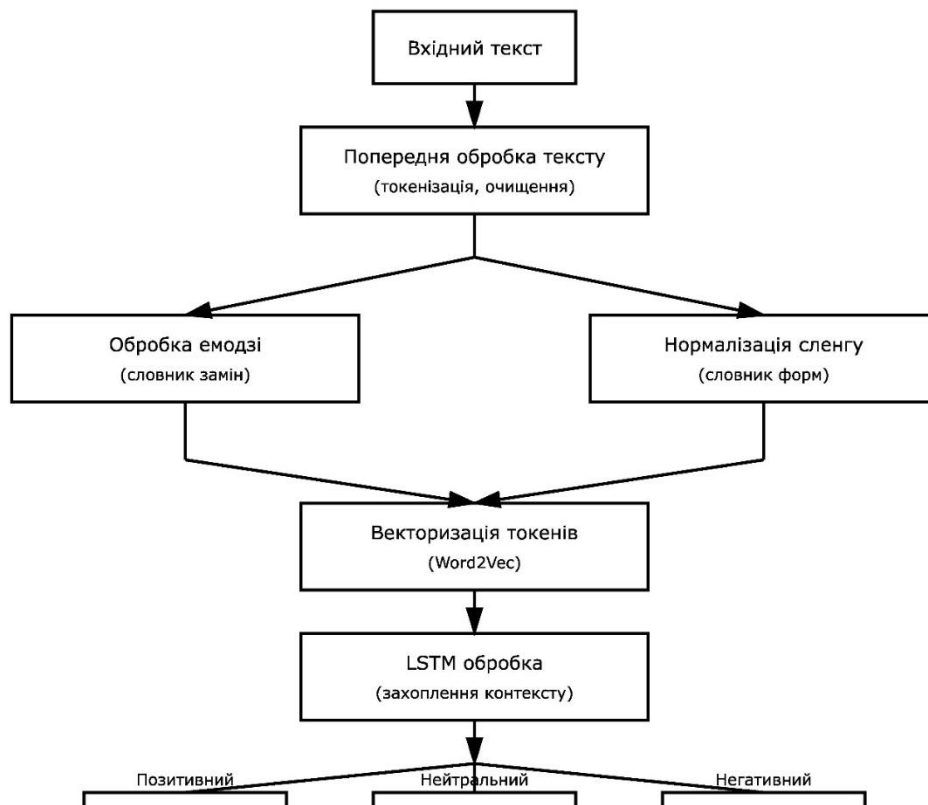 Вхідний текст
Попередня обробка тексту
(токенізація, очищення)
Обробка емодзі
(словник замін)
Нормалізація сленгу
(словник форм)
Векторизація токенів
(Word2Vec)
LSTM обробка
(захоплення контексту)
Позитивний
Нейтральний
Негативний